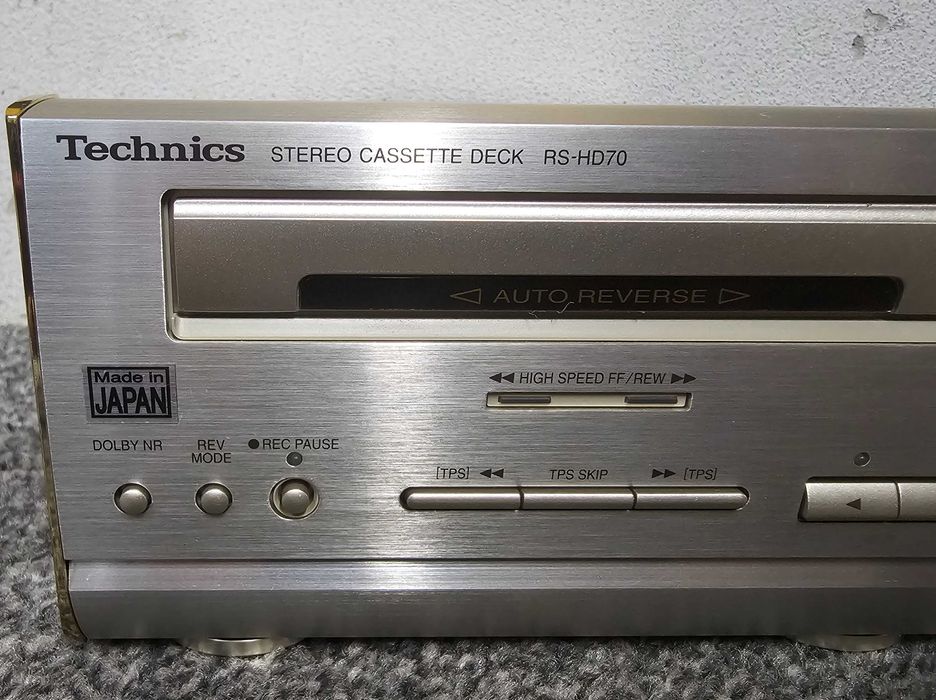 Technics STEREO CASSETTE DECK RS-HD70
◁ AUTO REVERSE ▷
Made in
JAPAN
◀◀ HIGH SPEED FF/REW ▶▶
DOLBY NR
REV
MODE
●REC PAUSE
[TPS] ◀◀ TPS SKIP ▶▶ [TPS]
◀